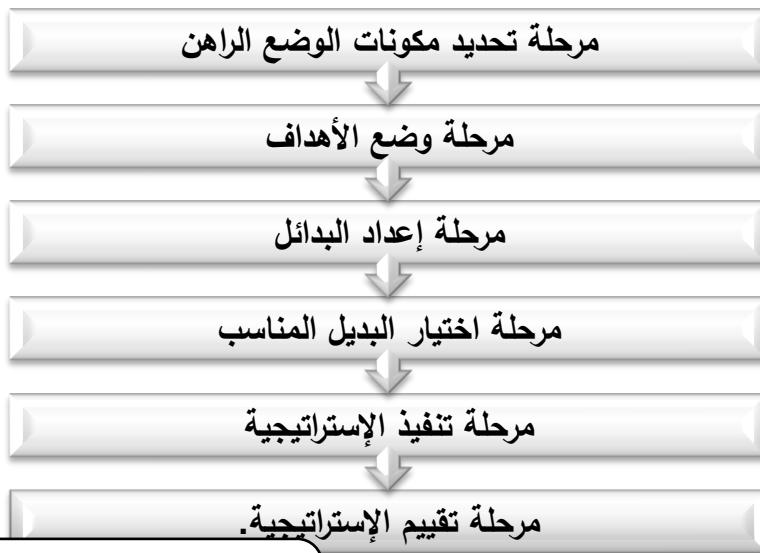 مرحلة تحديد مكونات الوضع الراهن
مرحلة وضع الأهداف
مرحلة إعداد البدائل
مرحلة اختيار البديل المناسب
مرحلة تنفيذ الإستراتيجية
مرحلة تقييم الإستراتيجية.